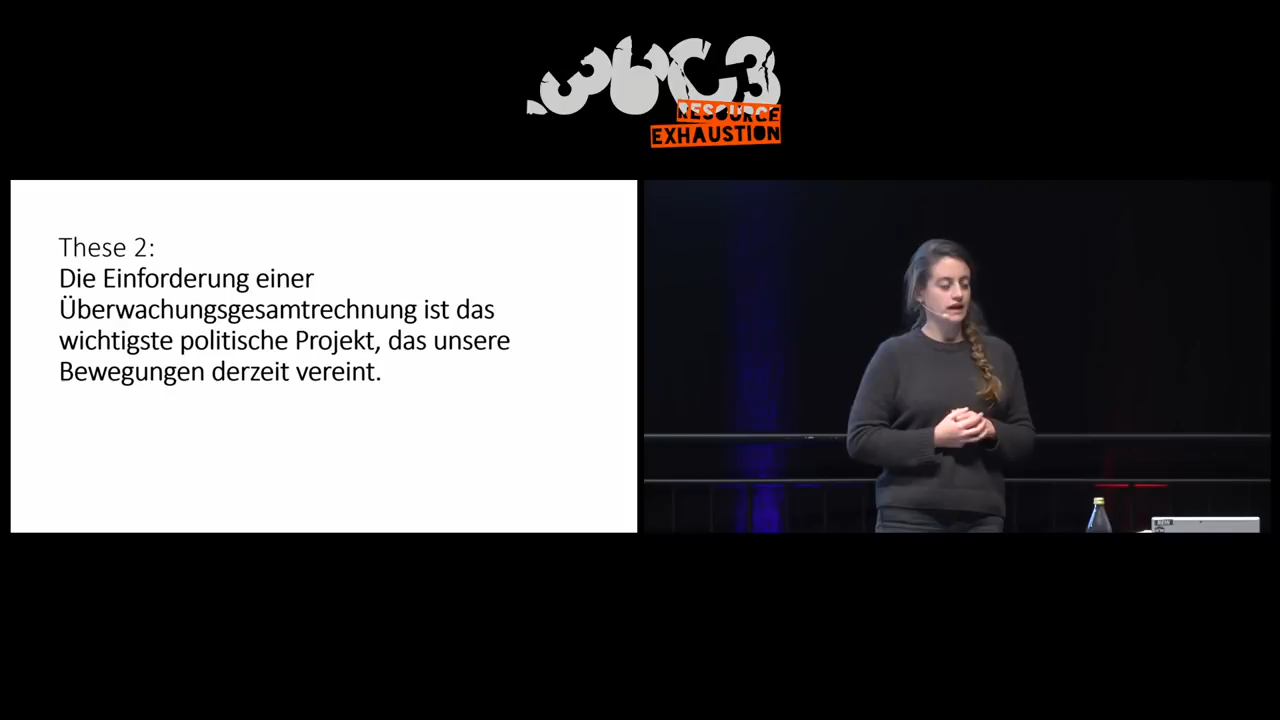 36C3
RESOURCE
EXHAUSTION
These 2:
Die Einforderung einer
Überwachungsgesamtrechnung ist das
wichtigste politische Projekt, das unsere
Bewegungen derzeit vereint.